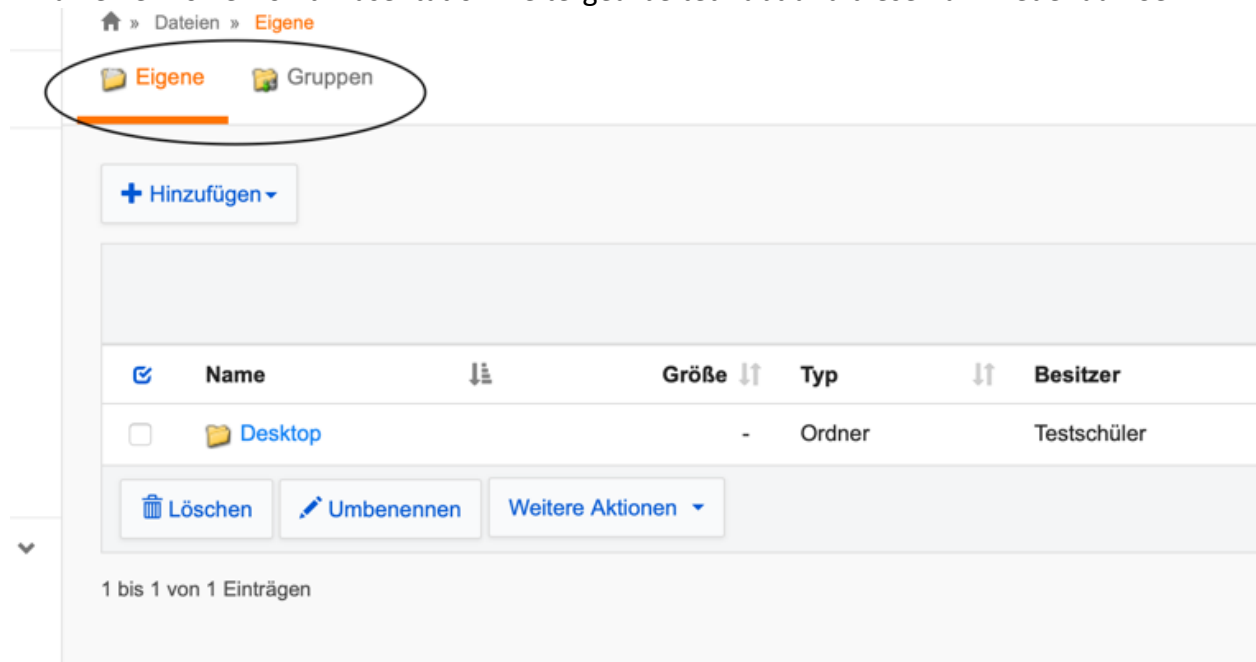 » Dateien » Eigene
Eigene Gruppen
+ Hinzufügen
Name Größe Typ Besitzer
Desktop - Ordner Testschüler
Löschen Umbenennen Weitere Aktionen
1 bis 1 von 1 Einträgen